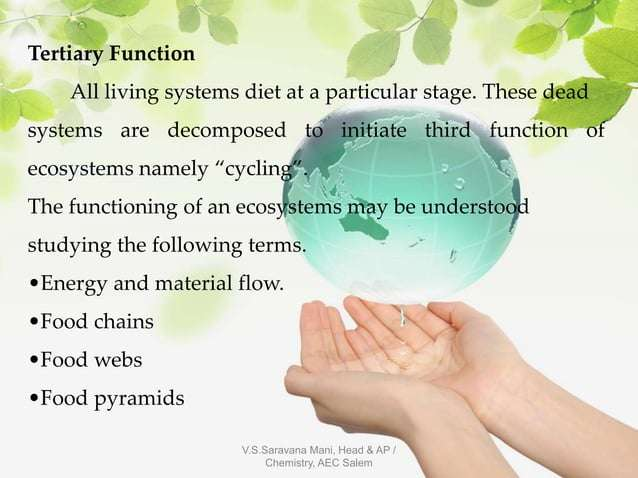 Tertiary Function
All living systems diet at a particular stage. These dead
systems are decomposed to initiate third function of
ecosystems namely “cycling”.
The functioning of an ecosystems may be understood
studying the following terms.
•Energy and material flow.
•Food chains
•Food webs
•Food pyramids
V.S.Saravana Mani, Head & AP /
Chemistry, AEC Salem